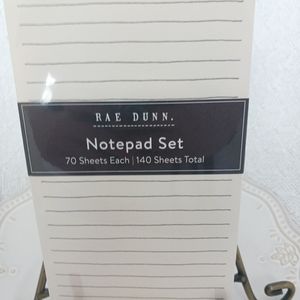 RAE DUNN.
Notepad Set
70 Sheets Each | 140 Sheets Total